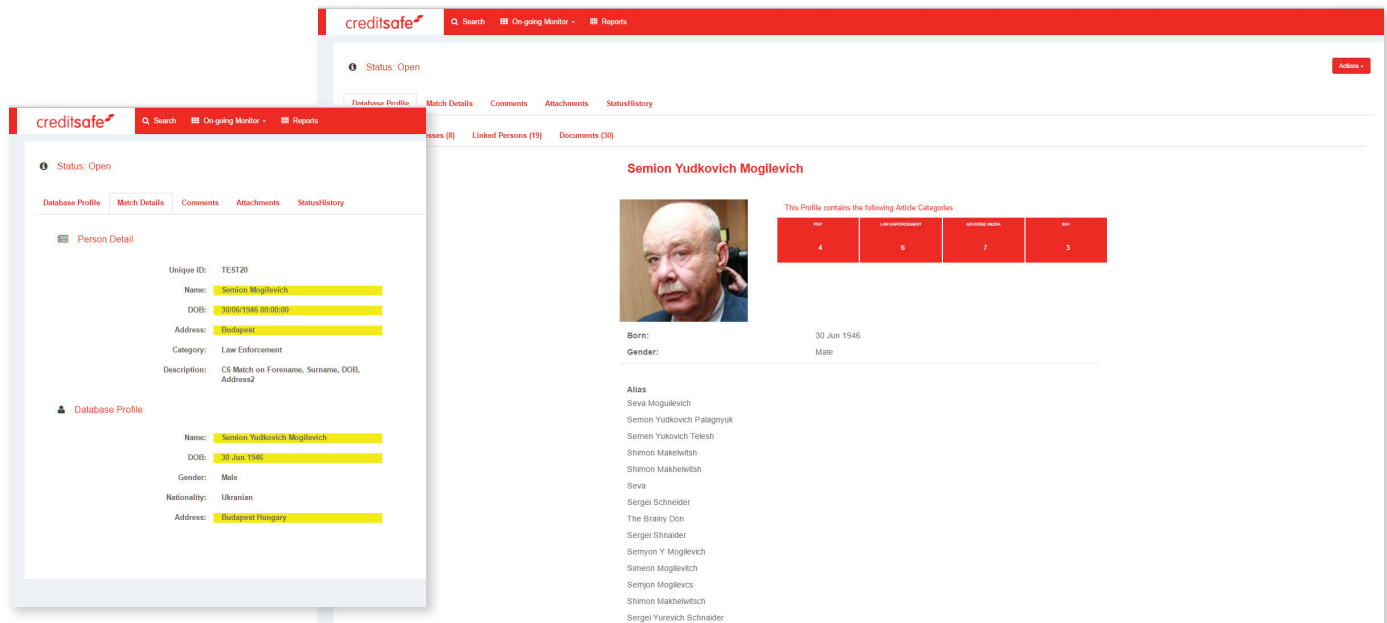 creditsafe
Search
On-going Monitor
Reports
Status: Open
Actions
Database Profile
Match Details
Comments
Attachments
StatusHistory
(8)
Linked Persons (19)
Documents (30)
Semion Yudkovich Mogilevich
This Profile contains the following Article Categories
PEP
LAW ENFORCEMENT
ADVERSE MEDIA
4
6
7
3
Born: 30 Jun 1946
Gender: Male
Alias
Seva Moguilevich
Semon Yudkovich Palagnyuk
Semen Yukovich Telesh
Shimon Makelwitsh
Shimon Makhelwitsh
Seva
Sergei Schneider
The Brainy Don
Sergei Shnaider
Semyon Y Mogilevich
Simeon Mogilevitch
Semjon Mogilevcs
Shimon Makhelwitsch
Sergei Yurevich Schnaider
creditsafe
Search
On-going Monitor
Reports
Status: Open
Database Profile
Match Details
Comments
Attachments
StatusHistory
Person Detail
Unique ID: TEST20
Name: Semion Mogilevich
DOB: 30/06/1946 00:00:00
Address: Budapest
Category: Law Enforcement
Description: C6 Match on Forename, Surname, DOB,
Address2
Database Profile
Name: Semion Yudkovich Mogilevich
DOB: 30 Jun 1946
Gender: Male
Nationality: Ukranian
Address: Budapest Hungary